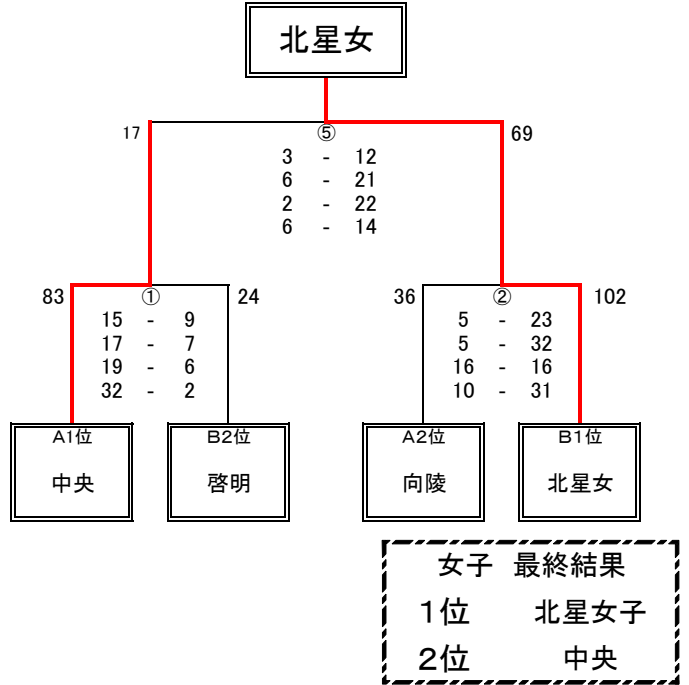 北星女
17 ⑤ 69
3 - 12
6 - 21
2 - 22
6 - 14
83 ① 24 36 ② 102
15 - 9 5 - 23
17 - 7 5 - 32
19 - 6 16 - 16
32 - 2 10 - 31
A1位 B2位 A2位 B1位
中央 啓明 向陵 北星女
女子 最終結果
1位 北星女子
2位 中央